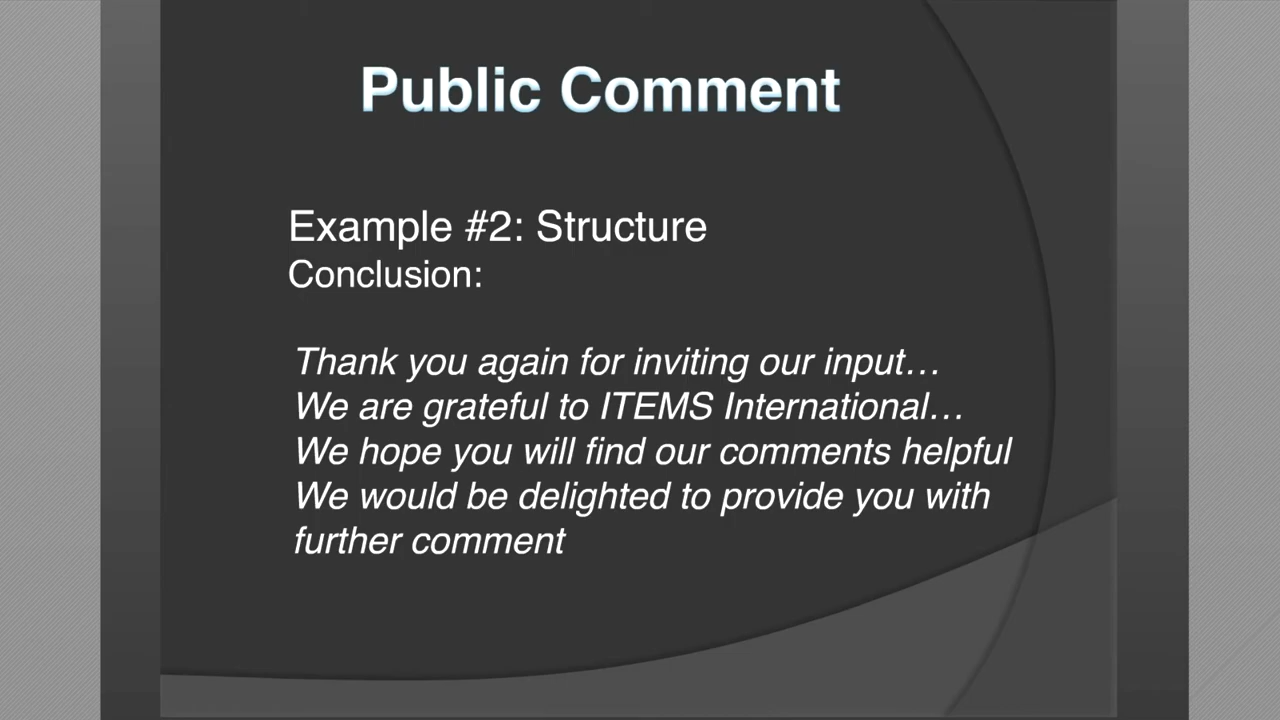 Public Comment
Example #2: Structure
Conclusion:
Thank you again for inviting our input…
We are grateful to ITEMS International…
We hope you will find our comments helpful
We would be delighted to provide you with
further comment